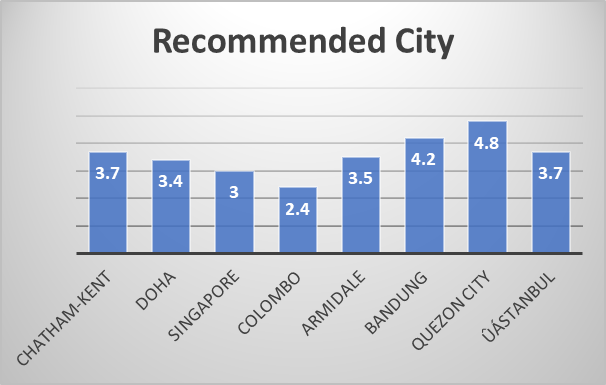 Recommended City
3.7
3.4
3
2.4
3.5
4.2
4.8
3.7
CHATHAM-KENT
DOHA
SINGAPORE
COLOMBO
ARMIDALE
BANDUNG
QUEZON CITY
ÛÁSTANBUL